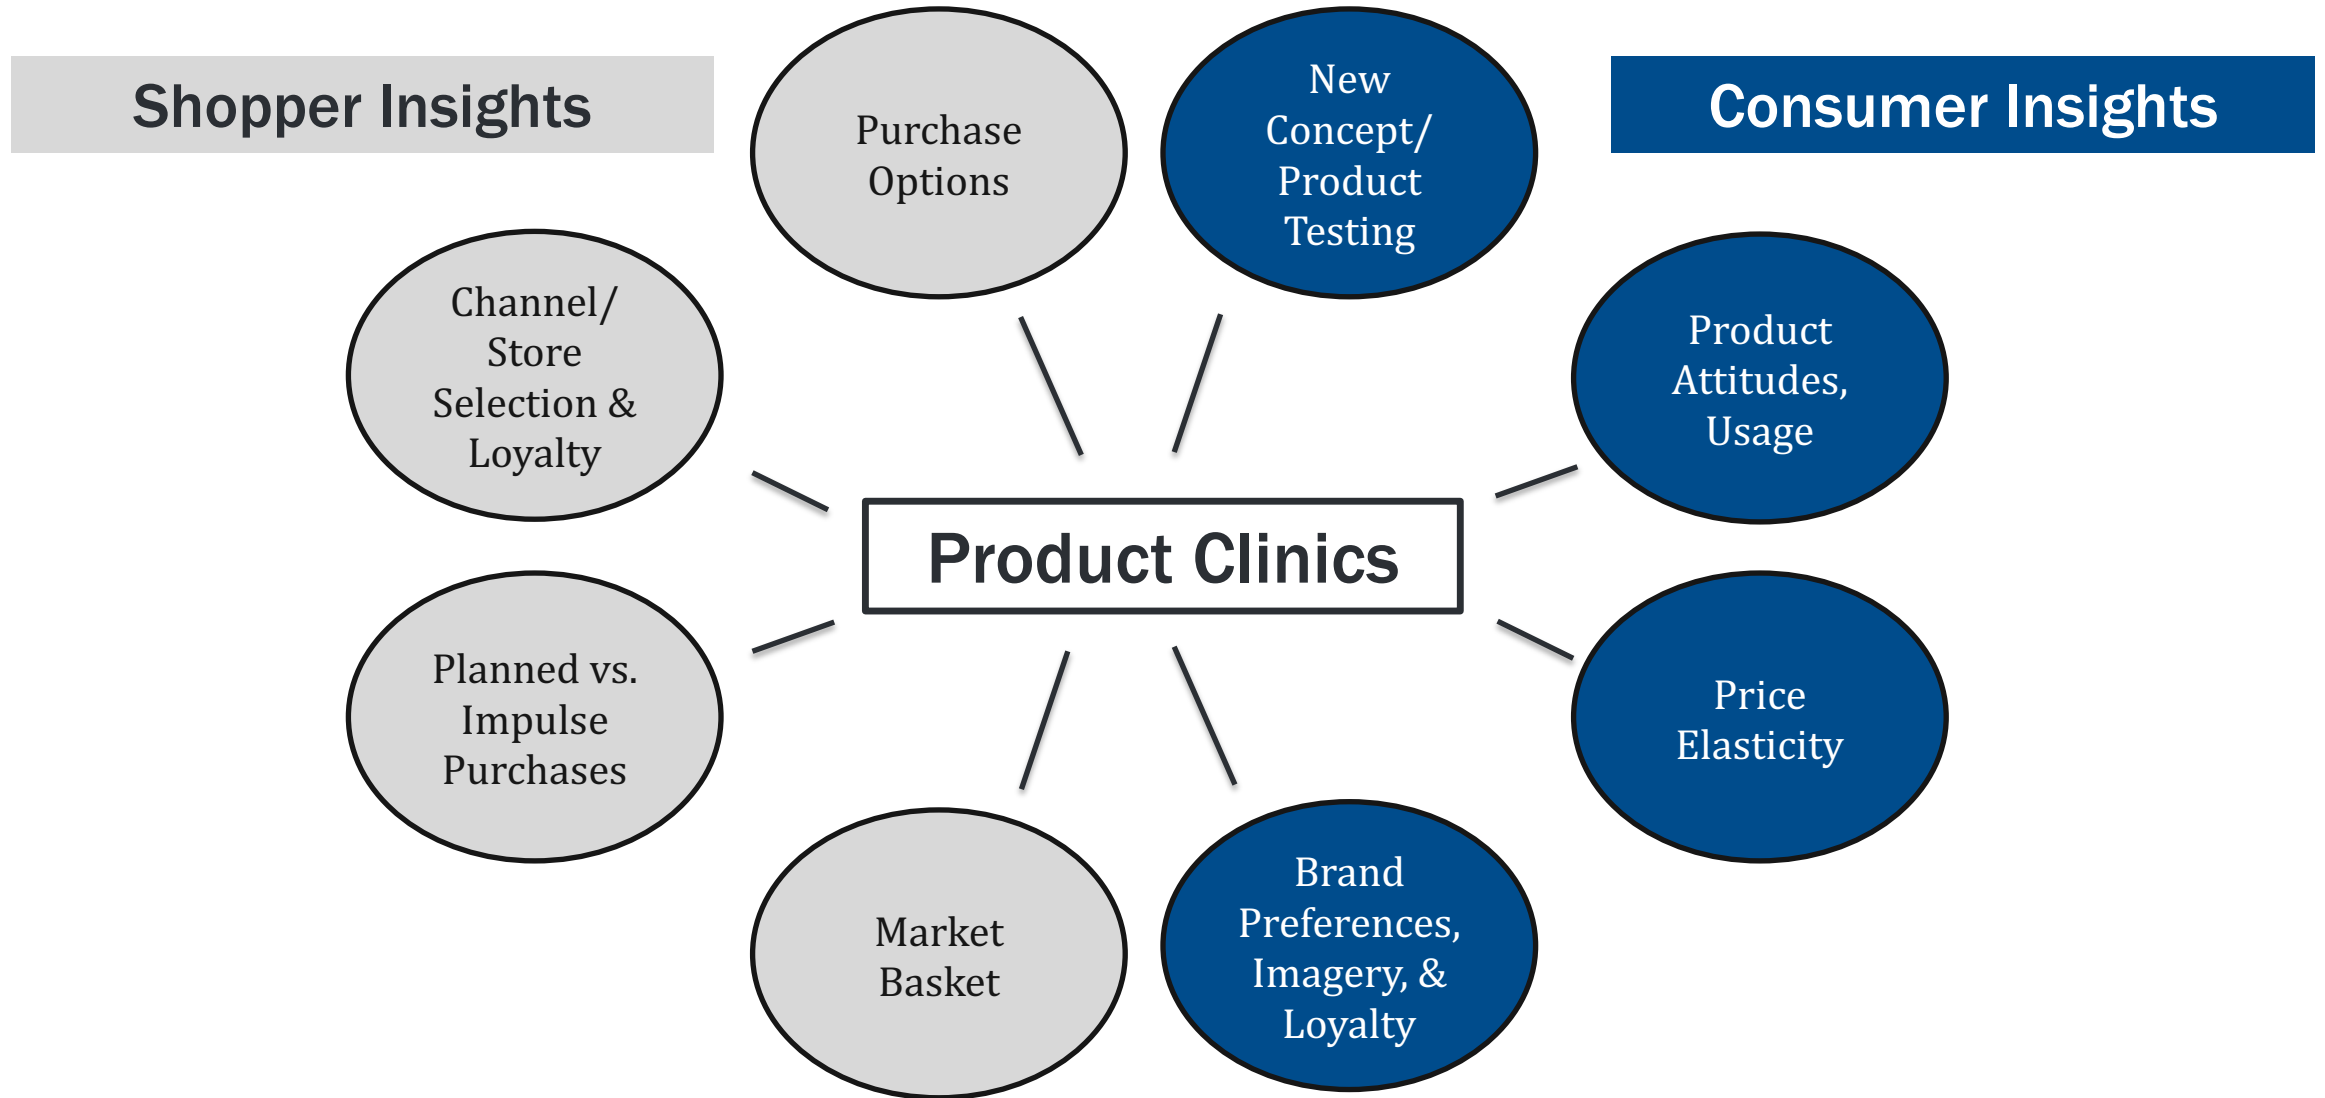 Shopper Insights
Purchase
Options
New
Concept/
Product
Testing
Consumer Insights
Channel/
Store
Selection &
Loyalty
Product
Attitudes,
Usage
Product Clinics
Planned vs.
Impulse
Purchases
Price
Elasticity
Market
Basket
Brand
Preferences,
Imagery, &
Loyalty